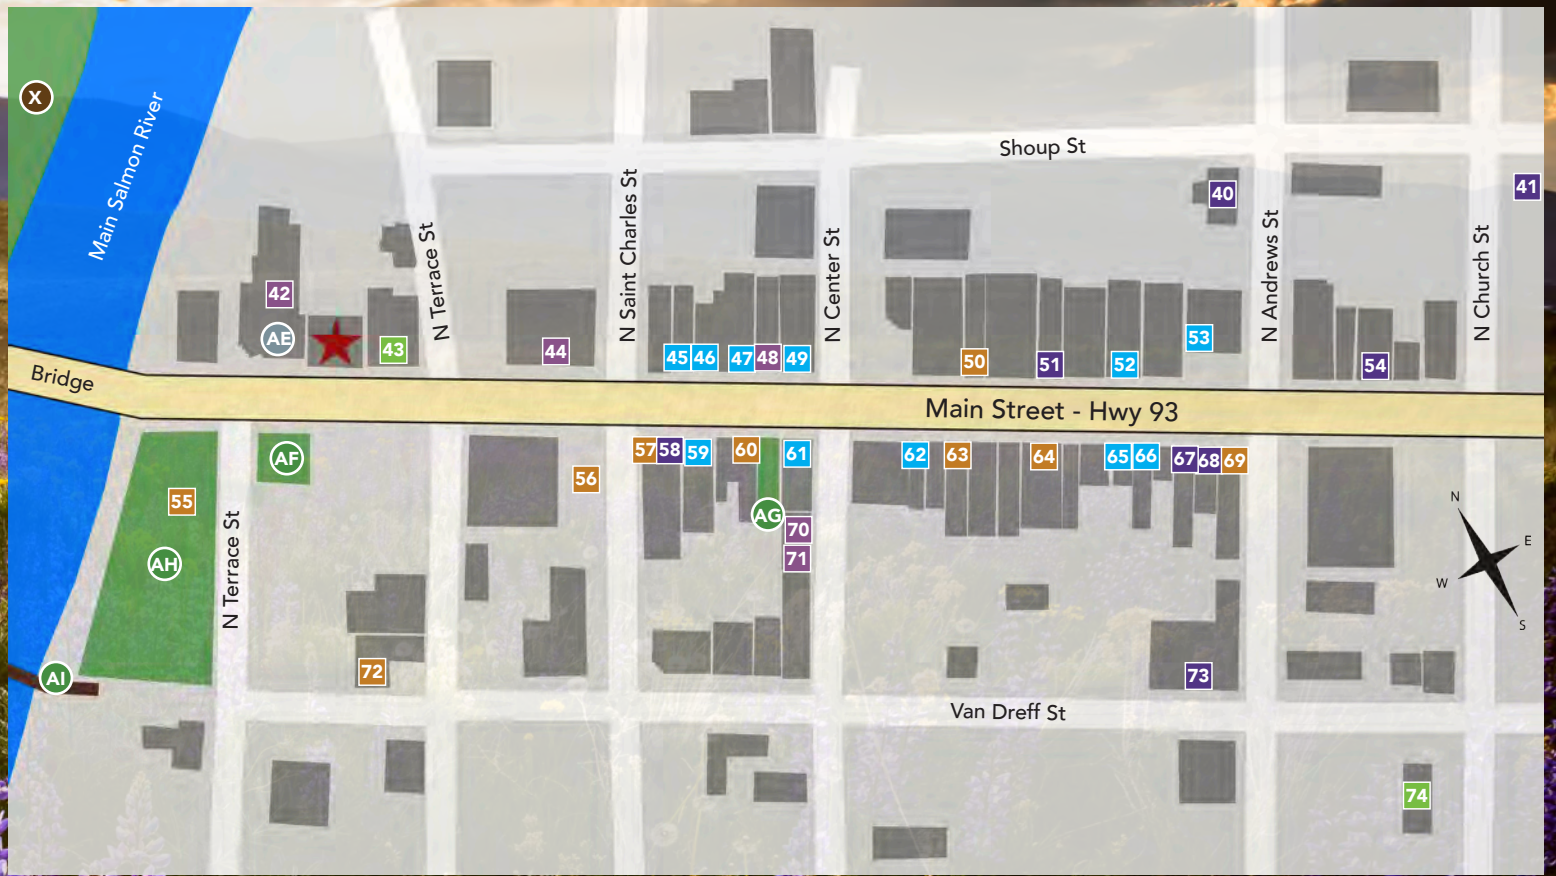 X
Main Salmon River
Shoup St
40
41
N Terrace St
N Saint Charles St
N Center St
N Andrews St
N Church St
42
AE
43
44
45 46 47 48 49
50
51
52
53
54
Bridge
Main Street - Hwy 93
AF
55
AH
56
57 58 59 60 61
AG
70
71
62 63 64 65 66 67 68 69
N
E
W
S
N Terrace St
AI
72
73
Van Dreff St
74